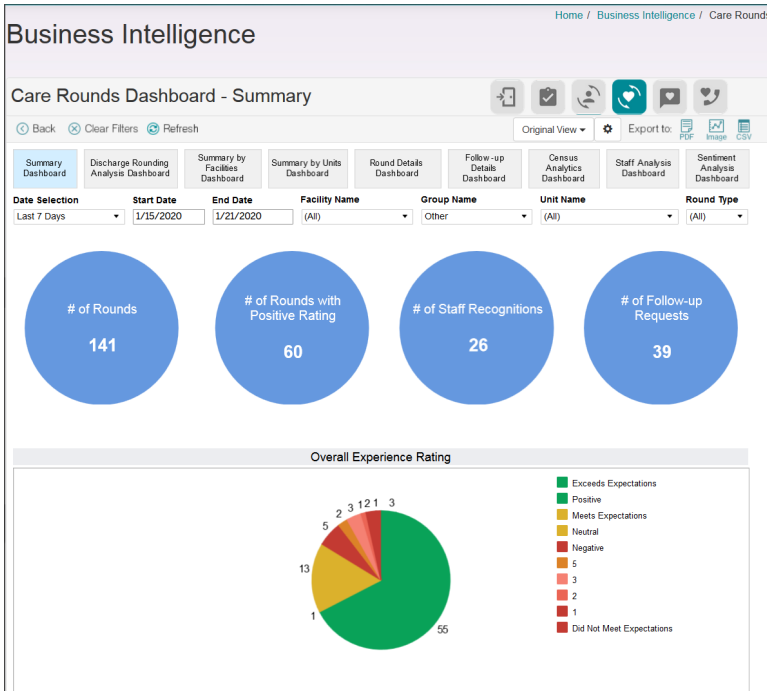 Home / Business Intelligence / Care Rounds
Business Intelligence
Care Rounds Dashboard - Summary
Back Clear Filters Refresh
Original View Export to: PDF Image CSV
Summary
Dashboard
Discharge Rounding
Analysis Dashboard
Summary by
Facilities
Dashboard
Summary by Units
Dashboard
Round Details
Dashboard
Follow-up
Details
Dashboard
Census
Analytics
Dashboard
Staff Analysis
Dashboard
Sentiment
Analysis
Dashboard
Date Selection Start Date End Date Facility Name Group Name Unit Name Round Type
Last 7 Days 1/15/2020 1/21/2020 (All) Other (All) (All)
# of Rounds
141
# of Rounds with
Positive Rating
60
# of Staff Recognitions
26
# of Follow-up
Requests
39
Overall Experience Rating
5 2 3 1 2 1 3
13
1
55
Exceeds Expectations
Positive
Meets Expectations
Neutral
Negative
5
3
2
1
Did Not Meet Expectations